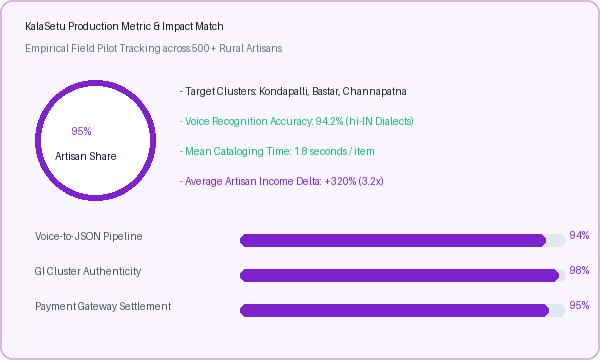 KalaSetu Production Metric & Impact Match
Empirical Field Pilot Tracking across 500+ Rural Artisans
95%
Artisan Share
- Target Clusters: Kondapalli, Bastar, Channapatna
- Voice Recognition Accuracy: 94.2% (hi-IN Dialects)
- Mean Cataloging Time: 1.8 seconds / item
- Average Artisan Income Delta: +320% (3.2x)
Voice-to-JSON Pipeline 94%
GI Cluster Authenticity 98%
Payment Gateway Settlement 95%